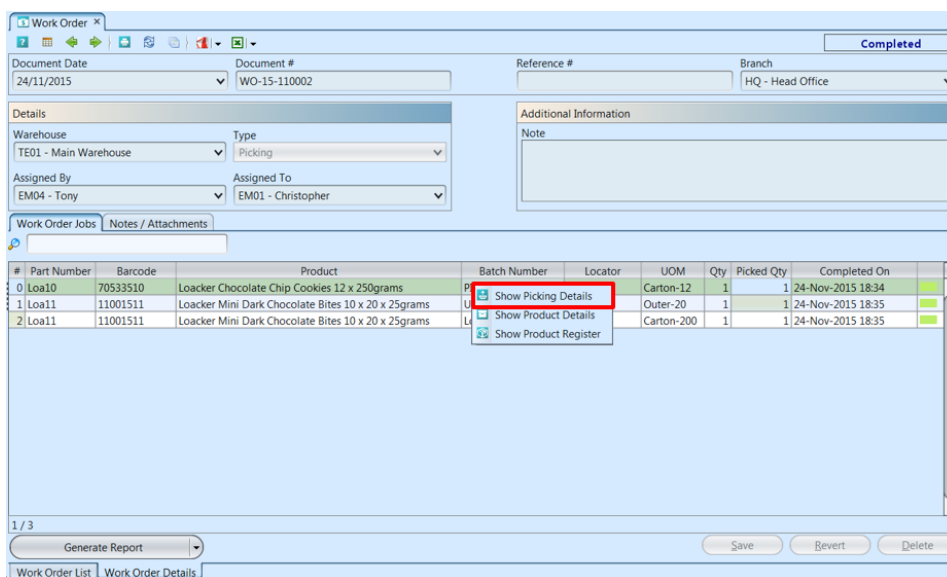 Work Order ×
Completed
Document Date Document # Reference # Branch
24/11/2015 WO-15-110002 HQ - Head Office
Details Additional Information
Warehouse Type Note
TE01 - Main Warehouse Picking
Assigned By Assigned To
EM04 - Tony EM01 - Christopher
Work Order Jobs Notes / Attachments
# Part Number Barcode Product Batch Number Locator UOM Qty Picked Qty Completed On
0 Loa10 70533510 Loacker Chocolate Chip Cookies 12 x 250grams Carton-12 1 1 24-Nov-2015 18:34
1 Loa11 11001511 Loacker Mini Dark Chocolate Bites 10 x 20 x 25grams Outer-20 1 1 24-Nov-2015 18:35
2 Loa11 11001511 Loacker Mini Dark Chocolate Bites 10 x 20 x 25grams Carton-200 1 1 24-Nov-2015 18:35
Show Picking Details
Show Product Details
Show Product Register
1 / 3
Generate Report Save Revert Delete
Work Order List Work Order Details